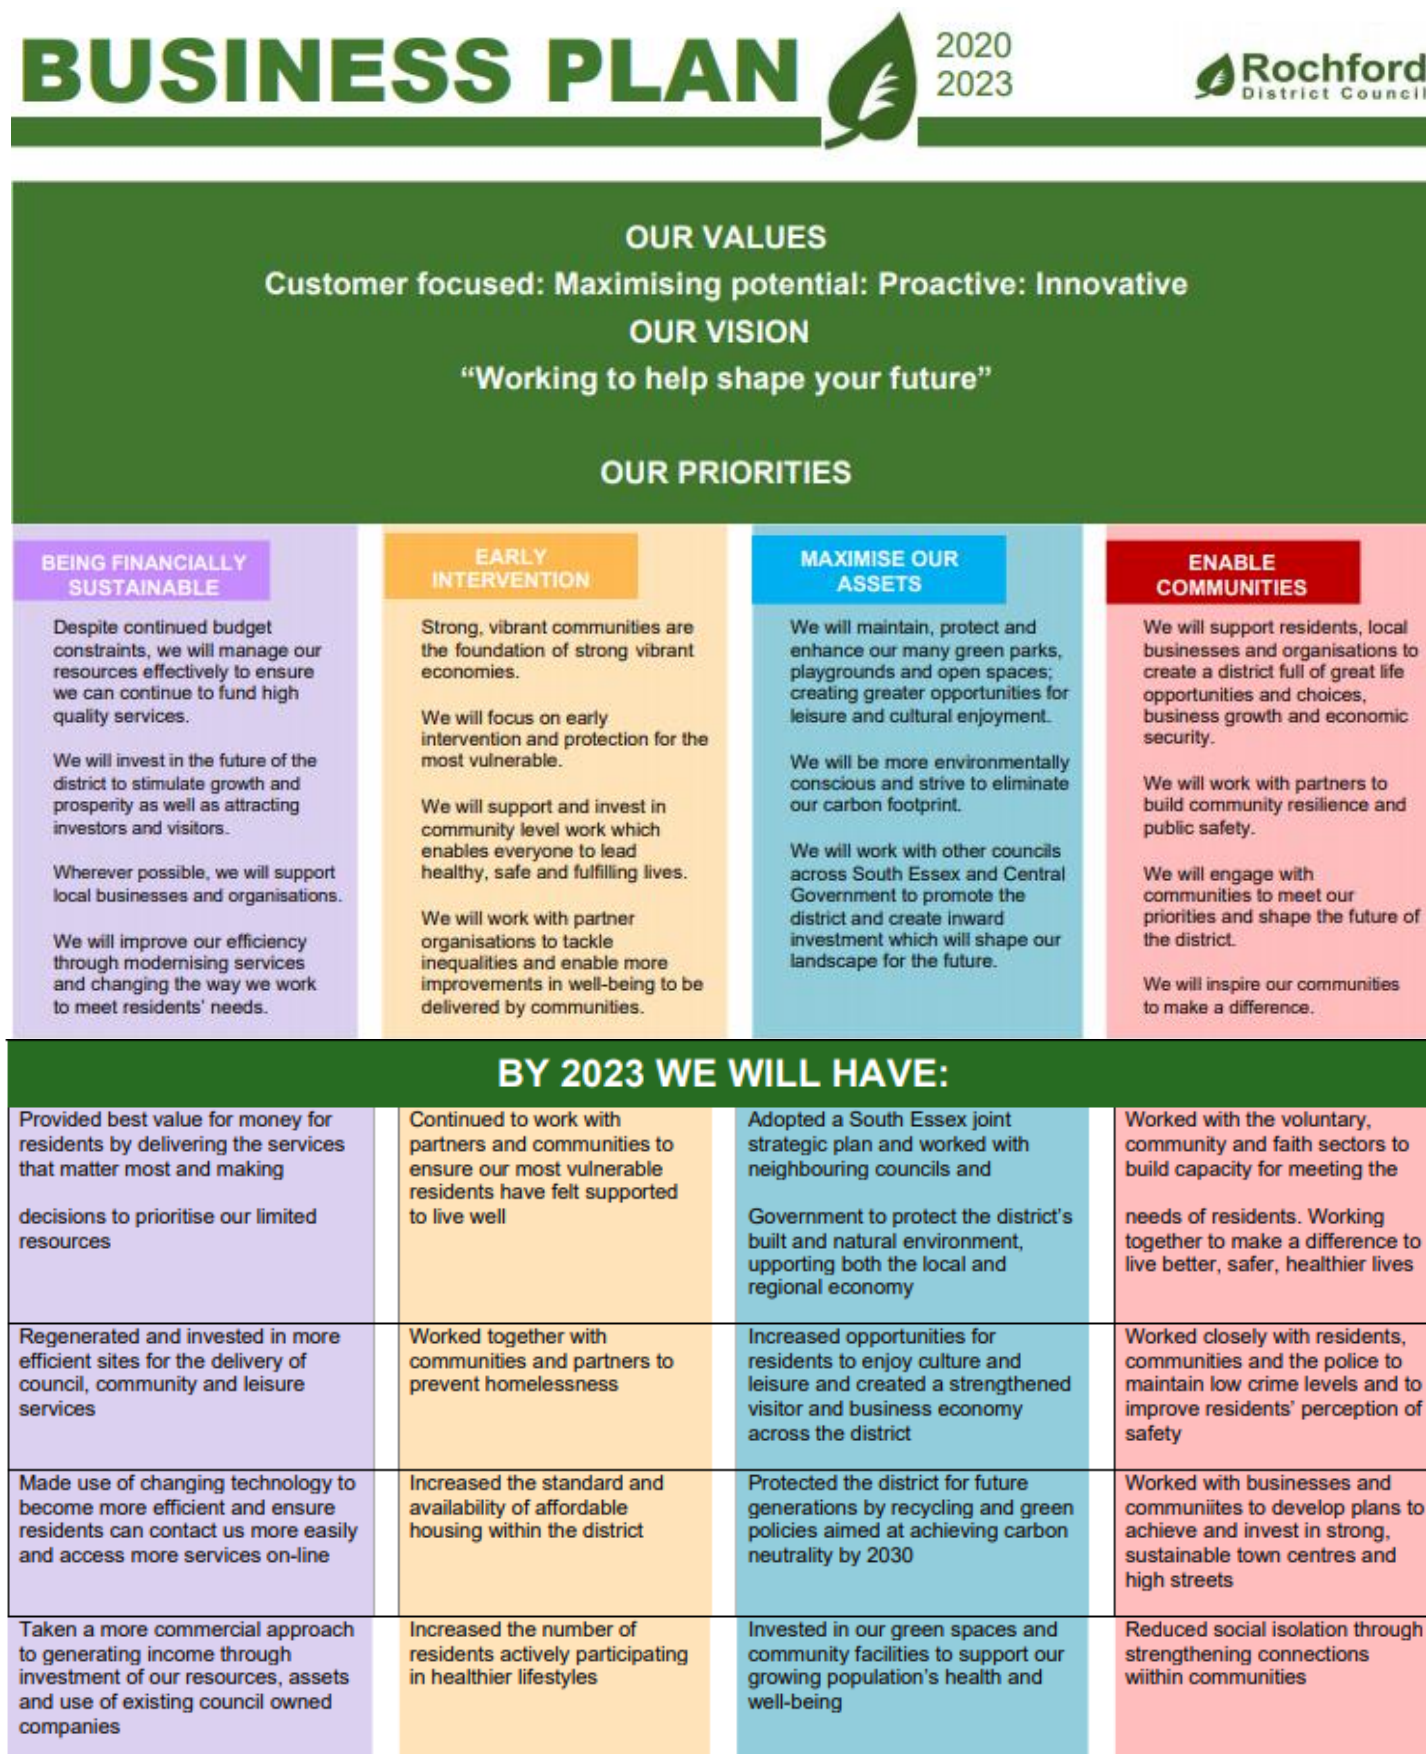 BUSINESS PLAN
2020
2023
Rochford
District Council
OUR VALUES
Customer focused: Maximising potential: Proactive: Innovative
OUR VISION
“Working to help shape your future”
OUR PRIORITIES
BEING FINANCIALLY
SUSTAINABLE
Despite continued budget
constraints, we will manage our
resources effectively to ensure
we can continue to fund high
quality services.
We will invest in the future of the
district to stimulate growth and
prosperity as well as attracting
investors and visitors.
Wherever possible, we will support
local businesses and organisations.
We will improve our efficiency
through modernising services
and changing the way we work
to meet residents’ needs.
EARLY
INTERVENTION
Strong, vibrant communities are
the foundation of strong vibrant
economies.
We will focus on early
intervention and protection for the
most vulnerable.
We will support and invest in
community level work which
enables everyone to lead
healthy, safe and fulfilling lives.
We will work with partner
organisations to tackle
inequalities and enable more
improvements in well-being to be
delivered by communities.
MAXIMISE OUR
ASSETS
We will maintain, protect and
enhance our many green parks,
playgrounds and open spaces;
creating greater opportunities for
leisure and cultural enjoyment.
We will be more environmentally
conscious and strive to eliminate
our carbon footprint.
We will work with other councils
across South Essex and Central
Government to promote the
district and create inward
investment which will shape our
landscape for the future.
ENABLE
COMMUNITIES
We will support residents, local
businesses and organisations to
create a district full of great life
opportunities and choices,
business growth and economic
security.
We will work with partners to
build community resilience and
public safety.
We will engage with
communities to meet our
priorities and shape the future of
the district.
We will inspire our communities
to make a difference.
BY 2023 WE WILL HAVE:
Provided best value for money for
residents by delivering the services
that matter most and making
decisions to prioritise our limited
resources
Continued to work with
partners and communities to
ensure our most vulnerable
residents have felt supported
to live well
Adopted a South Essex joint
strategic plan and worked with
neighbouring councils and
Government to protect the district’s
built and natural environment,
upporting both the local and
regional economy
Worked with the voluntary,
community and faith sectors to
build capacity for meeting the
needs of residents. Working
together to make a difference to
live better, safer, healthier lives
Regenerated and invested in more
efficient sites for the delivery of
council, community and leisure
services
Worked together with
communities and partners to
prevent homelessness
Increased opportunities for
residents to enjoy culture and
leisure and created a strengthened
visitor and business economy
across the district
Worked closely with residents,
communities and the police to
maintain low crime levels and to
improve residents’ perception of
safety
Made use of changing technology to
become more efficient and ensure
residents can contact us more easily
and access more services on-line
Increased the standard and
availability of affordable
housing within the district
Protected the district for future
generations by recycling and green
policies aimed at achieving carbon
neutrality by 2030
Worked with businesses and
communiites to develop plans to
achieve and invest in strong,
sustainable town centres and
high streets
Taken a more commercial approach
to generating income through
investment of our resources, assets
and use of existing council owned
companies
Increased the number of
residents actively participating
in healthier lifestyles
Invested in our green spaces and
community facilities to support our
growing population’s health and
well-being
Reduced social isolation through
strengthening connections
wiithin communities